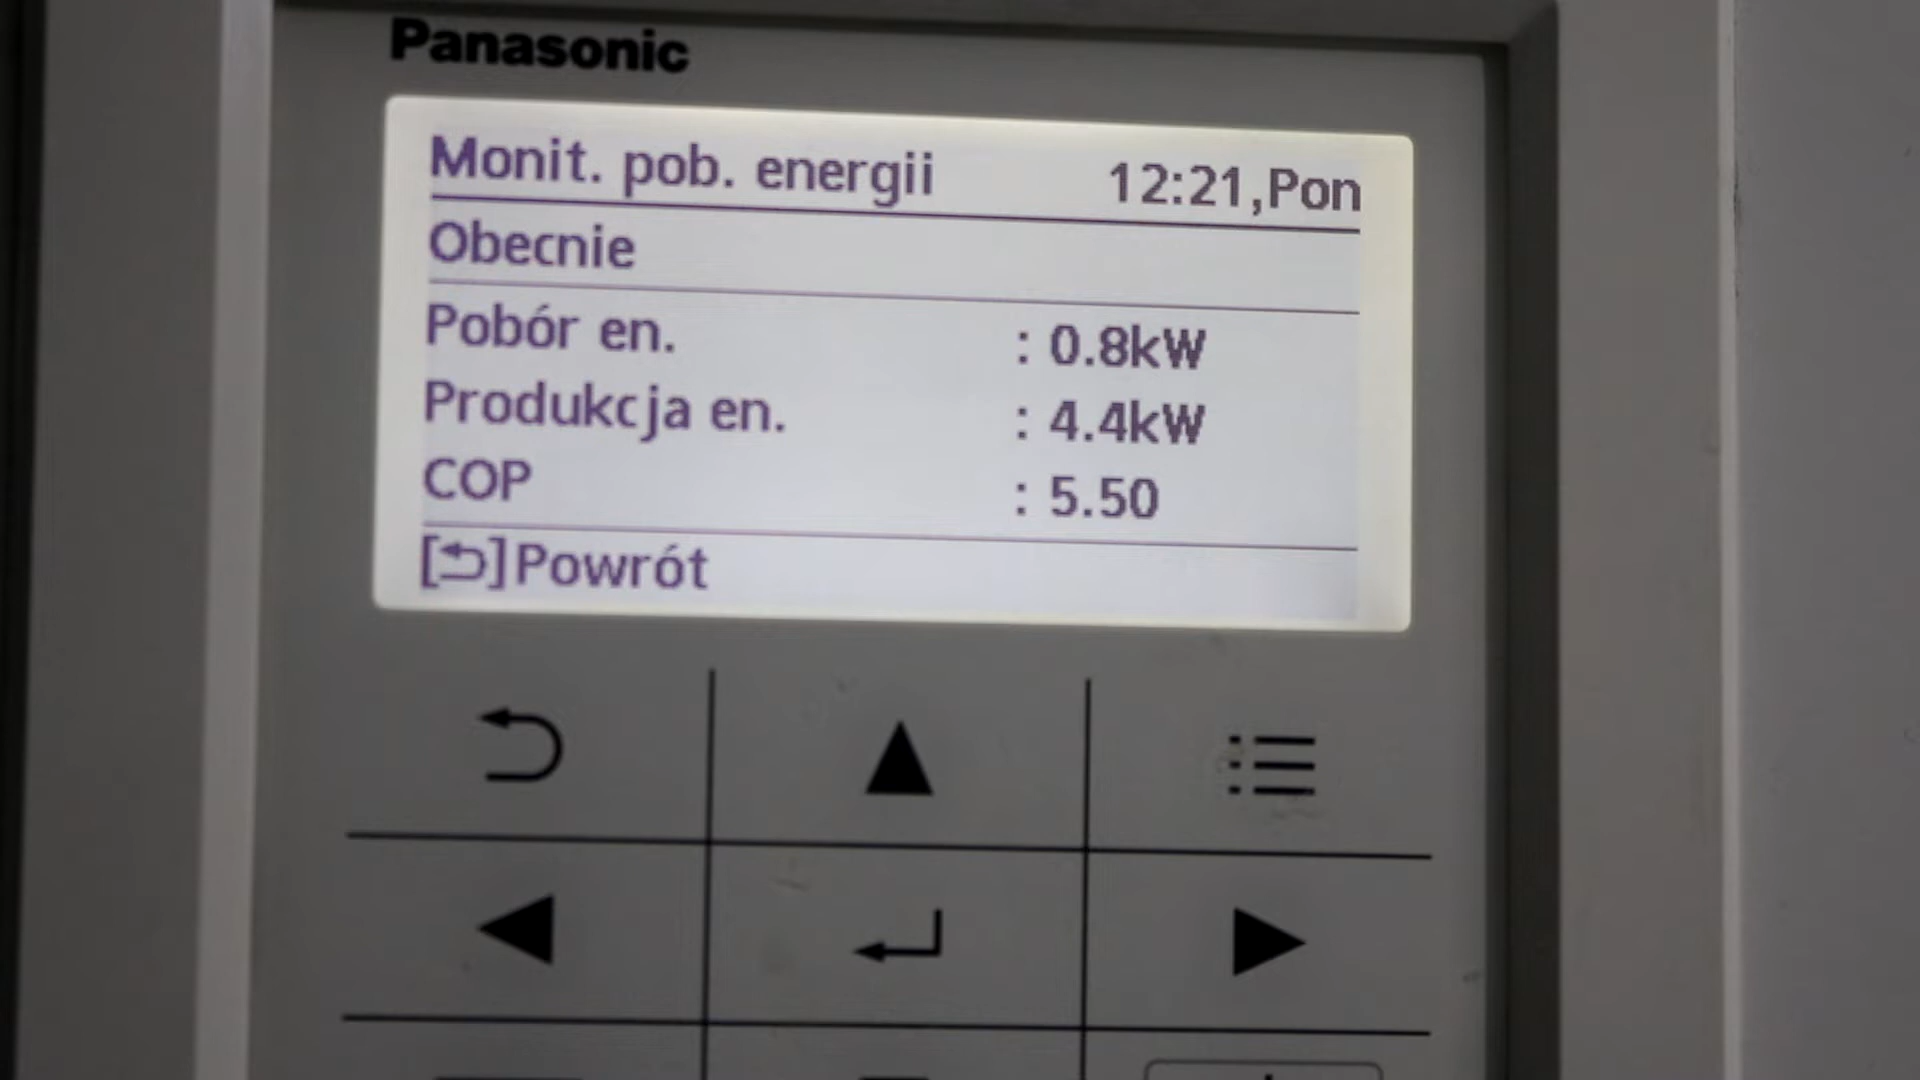 Panasonic
Monit. pob. energii 12:21,Pon
Obecnie
Pobór en. : 0.8kW
Produkcja en. : 4.4kW
COP : 5.50
[⮌]Powrót